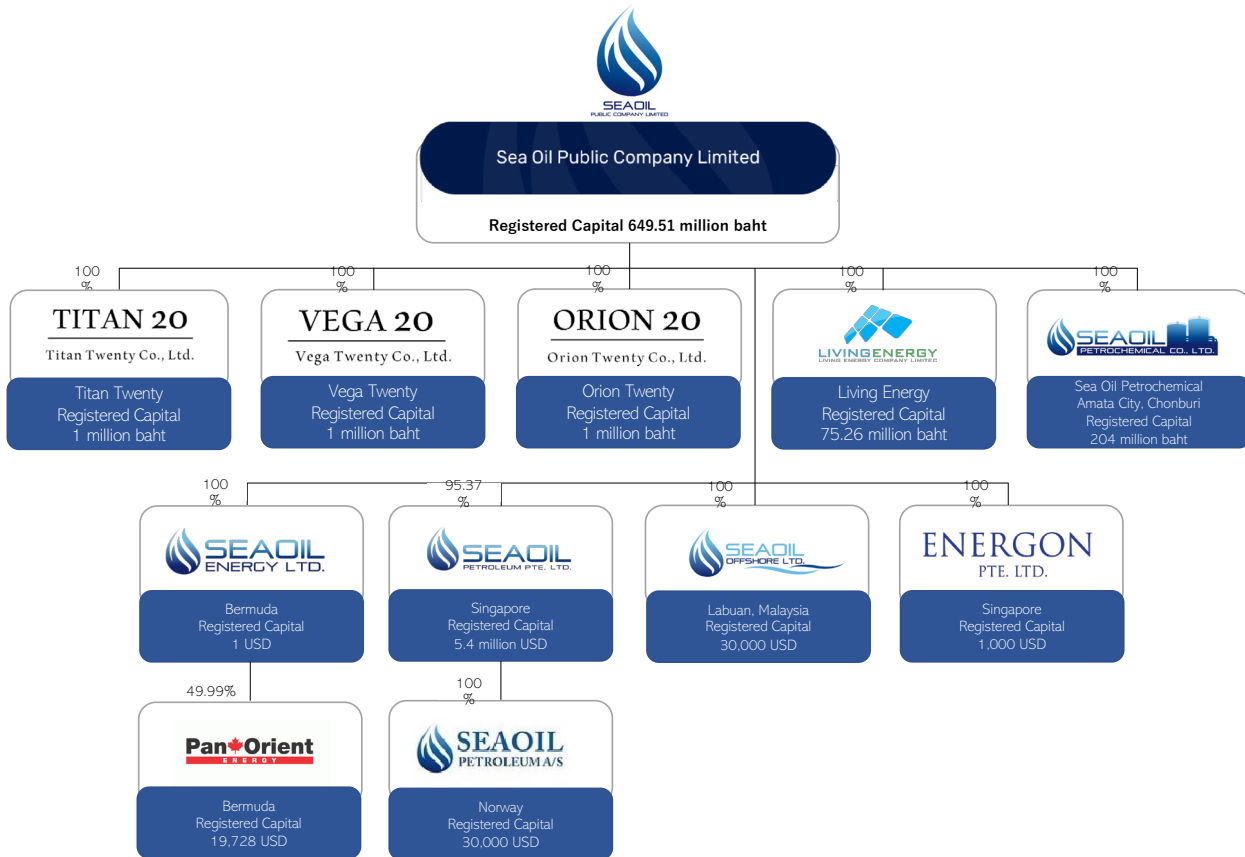 SEAOIL
PUBLIC COMPANY LIMITED
Sea Oil Public Company Limited
Registered Capital 649.51 million baht
100
%
100
%
100
%
100
%
100
%
TITAN 20
Titan Twenty Co., Ltd.
Titan Twenty
Registered Capital
1 million baht
VEGA 20
Vega Twenty Co., Ltd.
Vega Twenty
Registered Capital
1 million baht
ORION 20
Orion Twenty Co., Ltd.
Orion Twenty
Registered Capital
1 million baht
LIVINGENERGY
LIVING ENERGY COMPANY LIMITED
Living Energy
Registered Capital
75.26 million baht
SEAOIL
PETROCHEMICAL CO., LTD.
Sea Oil Petrochemical
Amata City, Chonburi
Registered Capital
204 million baht
100
%
95.37
%
100
%
100
%
SEAOIL
ENERGY LTD.
Bermuda
Registered Capital
1 USD
SEAOIL
PETROLEUM PTE. LTD.
Singapore
Registered Capital
5.4 million USD
SEAOIL
OFFSHORE LTD.
Labuan, Malaysia
Registered Capital
30,000 USD
ENERGON
PTE. LTD.
Singapore
Registered Capital
1,000 USD
49.99%
100
%
Pan Orient
ENERGY
Bermuda
Registered Capital
19,728 USD
SEAOIL
PETROLEUM A/S
Norway
Registered Capital
30,000 USD